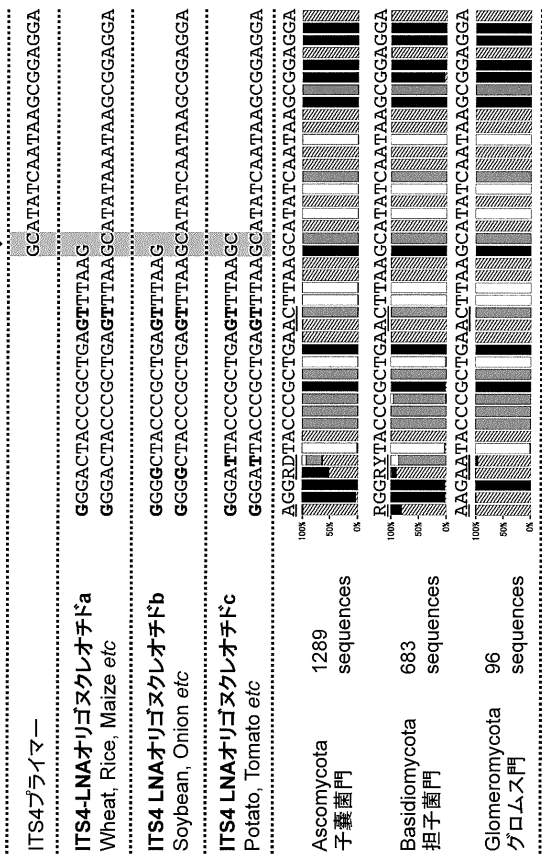 ITS4プライマー
GCATATCAATAAGCGGAGGA
ITS4-LNAオリゴヌクレオチドa
Wheat, Rice, Maize etc
GGGACTACCCGCTGAGTTTAAG
GGGACTACCCGCTGAGTTTAAGCATATAAATAAGCGGAGGA
ITS4 LNAオリゴヌクレオチドb
Soybean, Onion etc
GGGGCTACCCGCTGAGTTTAAG
GGGGCTACCCGCTGAGTTTAAGCATATCAATAAGCGGAGGA
ITS4 LNAオリゴヌクレオチドc
Potato, Tomato etc
GGGATTACCCGCTGAGTTTAAGC
GGGATTACCCGCTGAGTTTAAGCATATCAATAAGCGGAGGA
Ascomycota
子嚢菌門
1289
sequences
AGGRDTACCCGCTGAACTTAAGCATATCAATAAGCGGAGGA
100%
50%
0%
Basidiomycota
担子菌門
683
sequences
RGGRYTACCCGCTGAACTTAAGCATATCAATAAGCGGAGGA
100%
50%
0%
Glomeromycota
グロムス門
96
sequences
AAGAATACCCGCTGAACTTAAGCATATCAATAAGCGGAGGA
100%
50%
0%